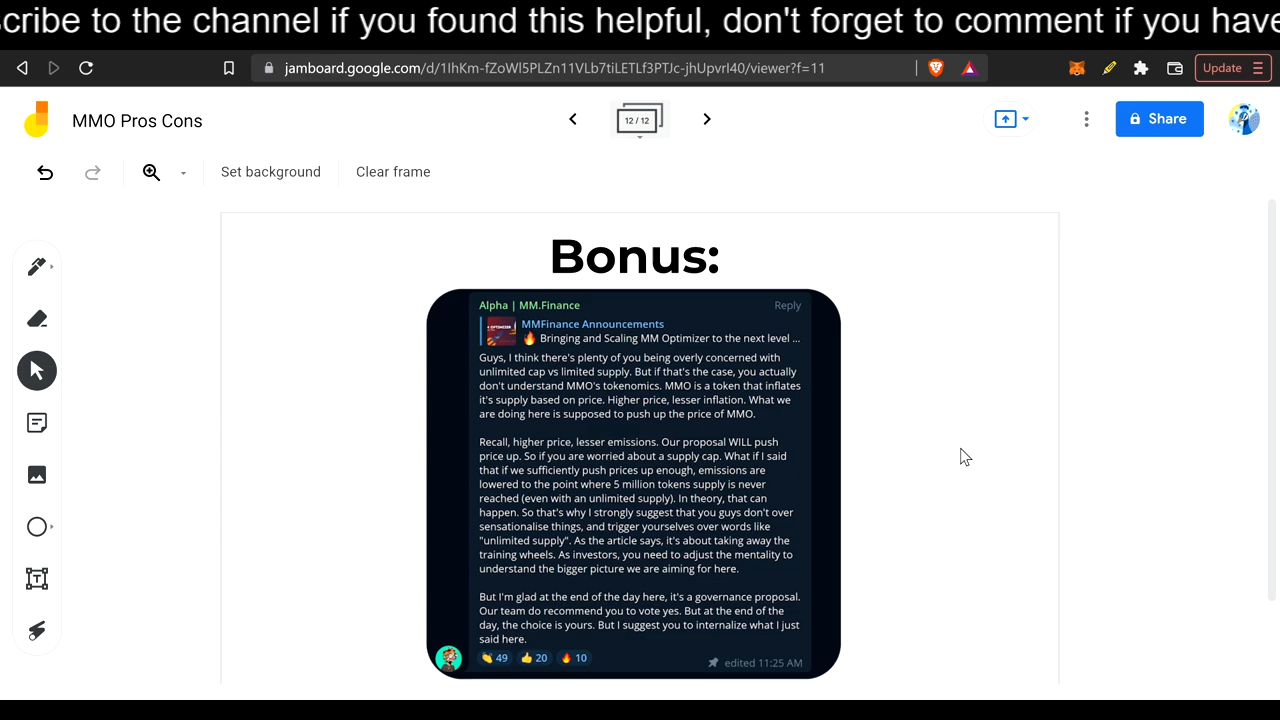 cribe to the channel if you found this helpful, don't forget to comment if you have
jamboard.google.com/d/1IhKm-fZoWl5PLZn11VLb7tiLETLf3PTJc-jhUpvrl40/viewer?f=11
Update
MMO Pros Cons
12 / 12
Share
Set background
Clear frame
Bonus:
Alpha | MM.Finance
Reply
MMFinance Announcements
🔥 Bringing and Scaling MM Optimizer to the next level ...
Guys, I think there's plenty of you being overly concerned with
unlimited cap vs limited supply. But if that's the case, you actually
don't understand MMO's tokenomics. MMO is a token that inflates
it's supply based on price. Higher price, lesser inflation. What we
are doing here is supposed to push up the price of MMO.
Recall, higher price, lesser emissions. Our proposal WILL push
price up. So if you are worried about a supply cap. What if I said
that if we sufficiently push prices up enough, emissions are
lowered to the point where 5 million tokens supply is never
reached (even with an unlimited supply). In theory, that can
happen. So that's why I strongly suggest that you guys don't over
sensationalise things, and trigger yourselves over words like
"unlimited supply". As the article says, it's about taking away the
training wheels. As investors, you need to adjust the mentality to
understand the bigger picture we are aiming for here.
But I'm glad at the end of the day here, it's a governance proposal.
Our team do recommend you to vote yes. But at the end of the
day, the choice is yours. But I suggest you to internalize what I just
said here.
👏 49 👍 20 🔥 10
edited 11:25 AM